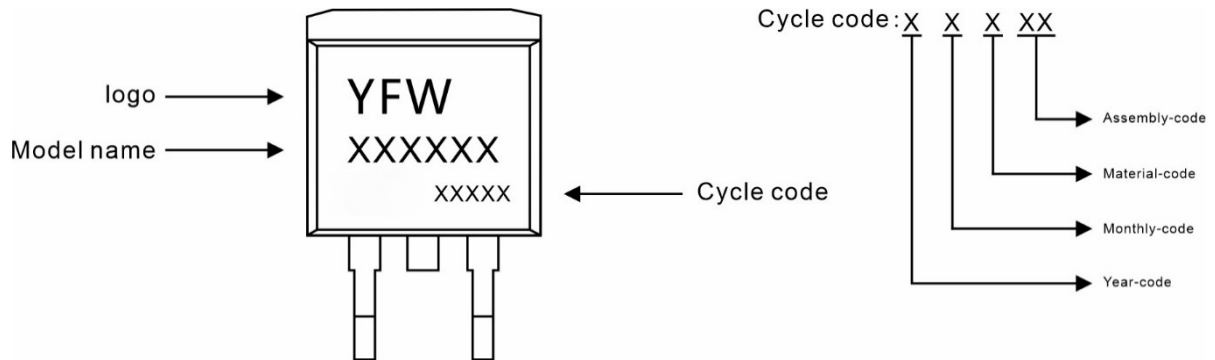 logo
Model name
YFW
XXXXXX
XXXXX
Cycle code
Cycle code: X X X XX
Assembly-code
Material-code
Monthly-code
Year-code